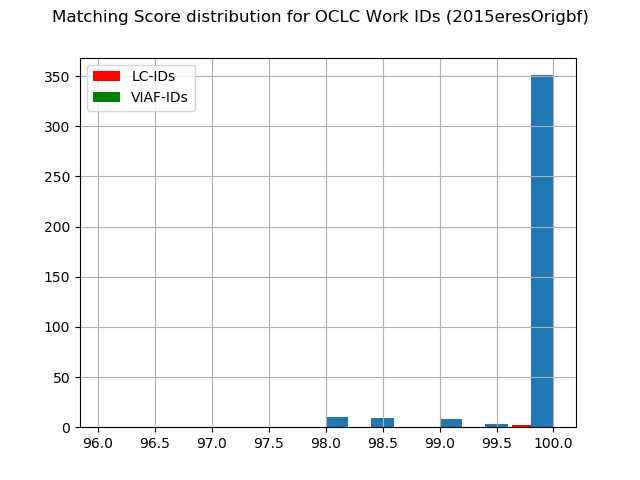 Matching Score distribution for OCLC Work IDs (2015eresOrigbf)
LC-IDs
VIAF-IDs
350
300
250
200
150
100
50
0
96.0 96.5 97.0 97.5 98.0 98.5 99.0 99.5 100.0